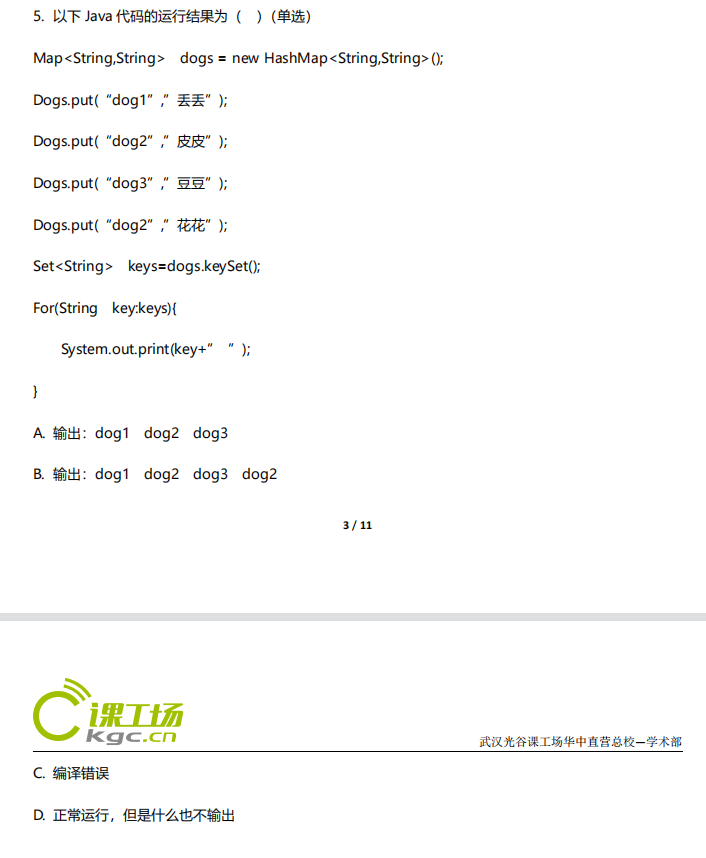 5. 以下 Java 代码的运行结果为（　）（单选）
Map<String,String> dogs = new HashMap<String,String>();
Dogs.put(“dog1”,”丢丢”);
Dogs.put(“dog2”,”皮皮”);
Dogs.put(“dog3”,”豆豆”);
Dogs.put(“dog2”,”花花”);
Set<String> keys=dogs.keySet();
For(String key:keys){
System.out.print(key+” ”);
}
A. 输出：dog1 dog2 dog3
B. 输出：dog1 dog2 dog3 dog2
3 / 11
课工场
kgc.cn
武汉光谷课工场华中直营总校—学术部
C. 编译错误
D. 正常运行，但是什么也不输出